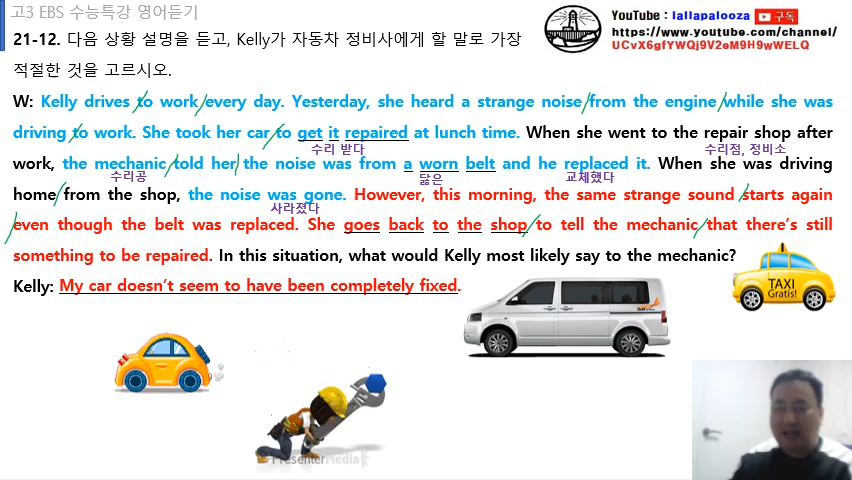 고3 EBS 수능특강 영어듣기
YouTube : lallapalooza 구독
https://www.youtube.com/channel/
UCvX6gfYWQj9V2eM9H9wWELQ
21-12. 다음 상황 설명을 듣고, Kelly가 자동차 정비사에게 할 말로 가장
적절한 것을 고르시오.
W: Kelly drives to work every day. Yesterday, she heard a strange noise from the engine while she was
driving to work. She took her car to get it repaired at lunch time. When she went to the repair shop after
수리 받다 수리점, 정비소
work, the mechanic told her the noise was from a worn belt and he replaced it. When she was driving
수리공 닳은 교체했다
home from the shop, the noise was gone. However, this morning, the same strange sound starts again
사라졌다
even though the belt was replaced. She goes back to the shop to tell the mechanic that there's still
something to be repaired. In this situation, what would Kelly most likely say to the mechanic?
Kelly: My car doesn't seem to have been completely fixed.
TAXI
Gratis!
PresenterMedia